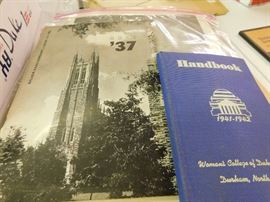 '37
Handbook
1941-1942
Woman's College of Duke
Durham, North